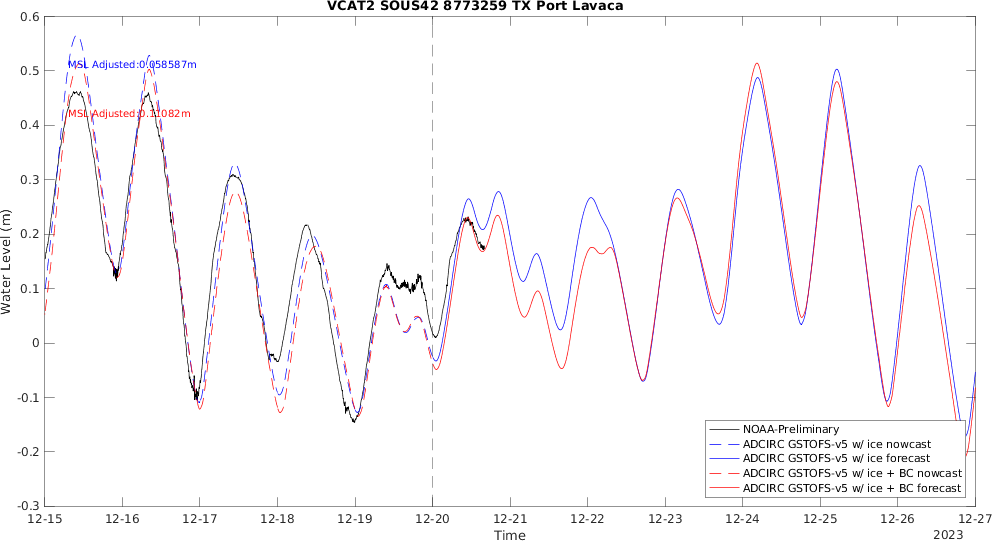 VCAT2 SOUS42 8773259 TX Port Lavaca
0.6
0.5
0.4
0.3
0.2
0.1
0
-0.1
-0.2
-0.3
Water Level (m)
MSL Adjusted:0.058587m
MSL Adjusted:0.11082m
NOAA-Preliminary
ADCIRC GSTOFS-v5 w/ ice nowcast
ADCIRC GSTOFS-v5 w/ ice forecast
ADCIRC GSTOFS-v5 w/ ice + BC nowcast
ADCIRC GSTOFS-v5 w/ ice + BC forecast
12-15 12-16 12-17 12-18 12-19 12-20 12-21 12-22 12-23 12-24 12-25 12-26 12-27
Time
2023